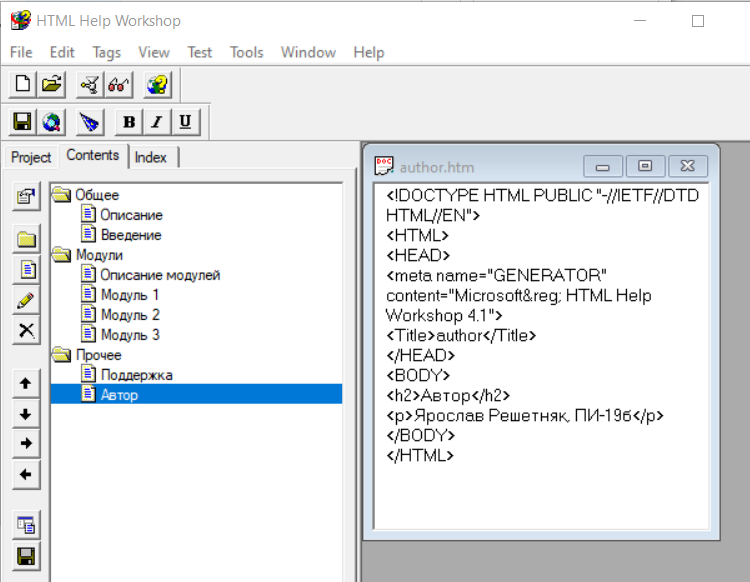 HTML Help Workshop
File Edit Tags View Test Tools Window Help
B I U
Project Contents Index
Общее
Описание
Введение
Модули
Описание модулей
Модуль 1
Модуль 2
Модуль 3
Прочее
Поддержка
Автор
DOC
author.htm
<!DOCTYPE HTML PUBLIC "-//IETF//DTD
HTML//EN">
<HTML>
<HEAD>
<meta name="GENERATOR"
content="Microsoft&reg; HTML Help
Workshop 4.1">
<Title>author</Title>
</HEAD>
<BODY>
<h2>Автор</h2>
<p>Ярослав Решетняк, ПИ-19б</p>
</BODY>
</HTML>